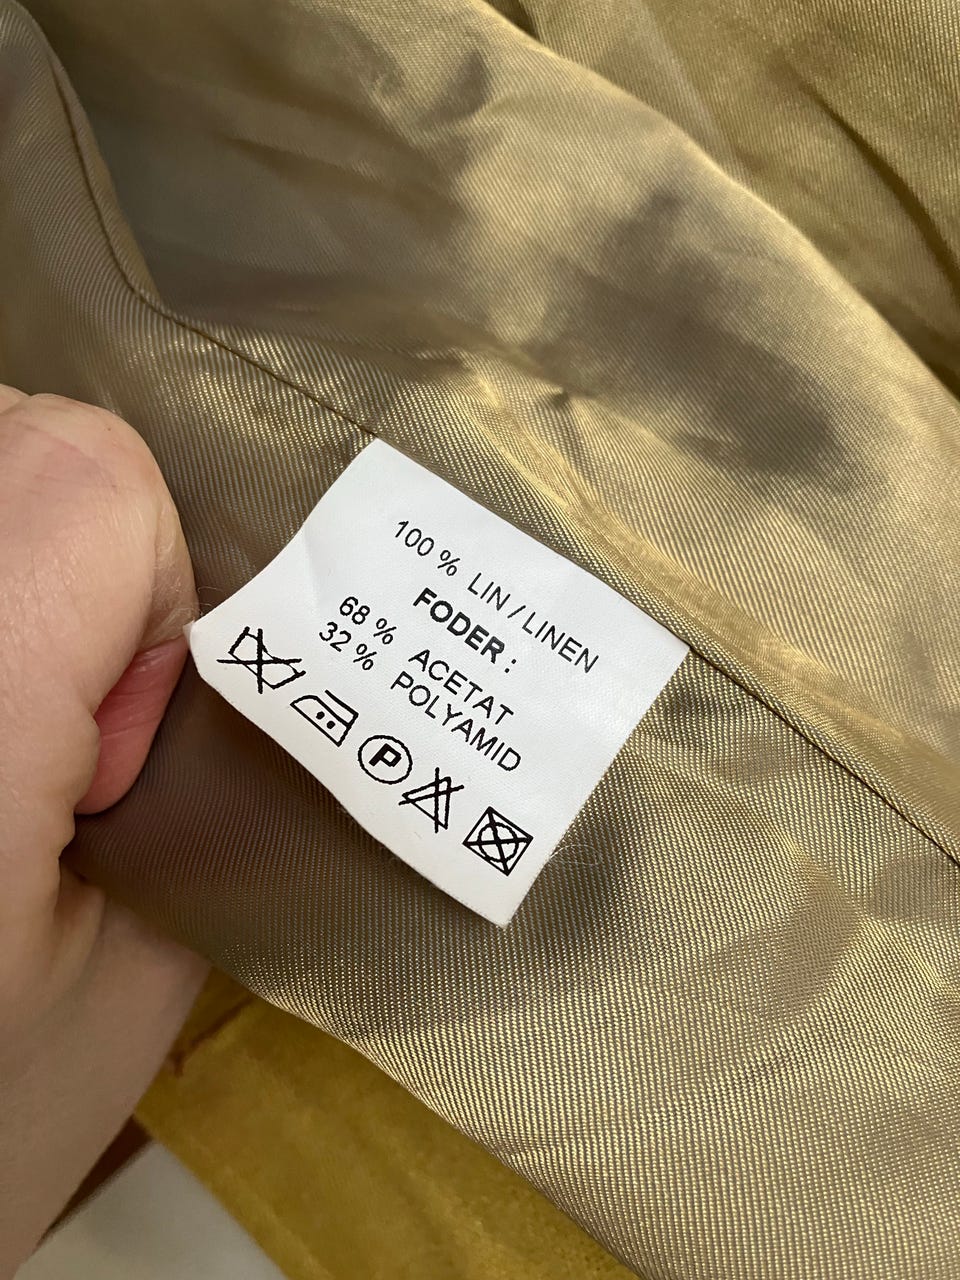 100 % LIN / LINEN
FODER :
68 % ACETAT
32 % POLYAMID
P